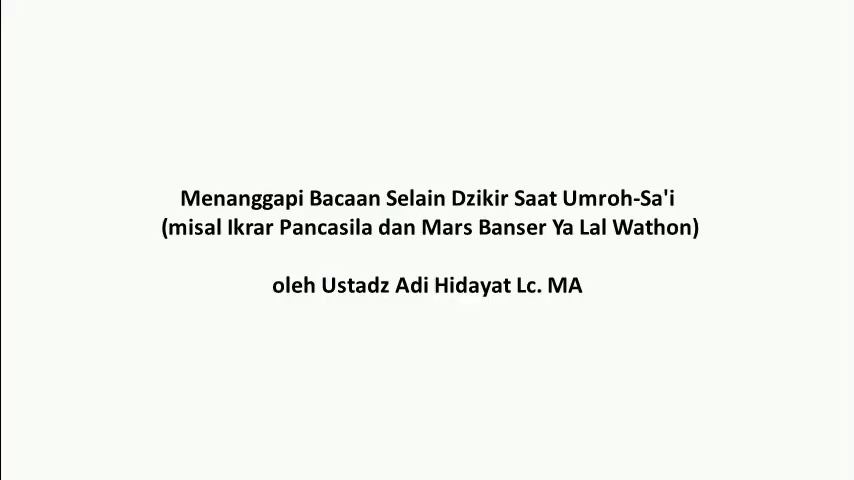 Menanggapi Bacaan Selain Dzikir Saat Umroh-Sa'i
(misal Ikrar Pancasila dan Mars Banser Ya Lal Wathon)
oleh Ustadz Adi Hidayat Lc. MA